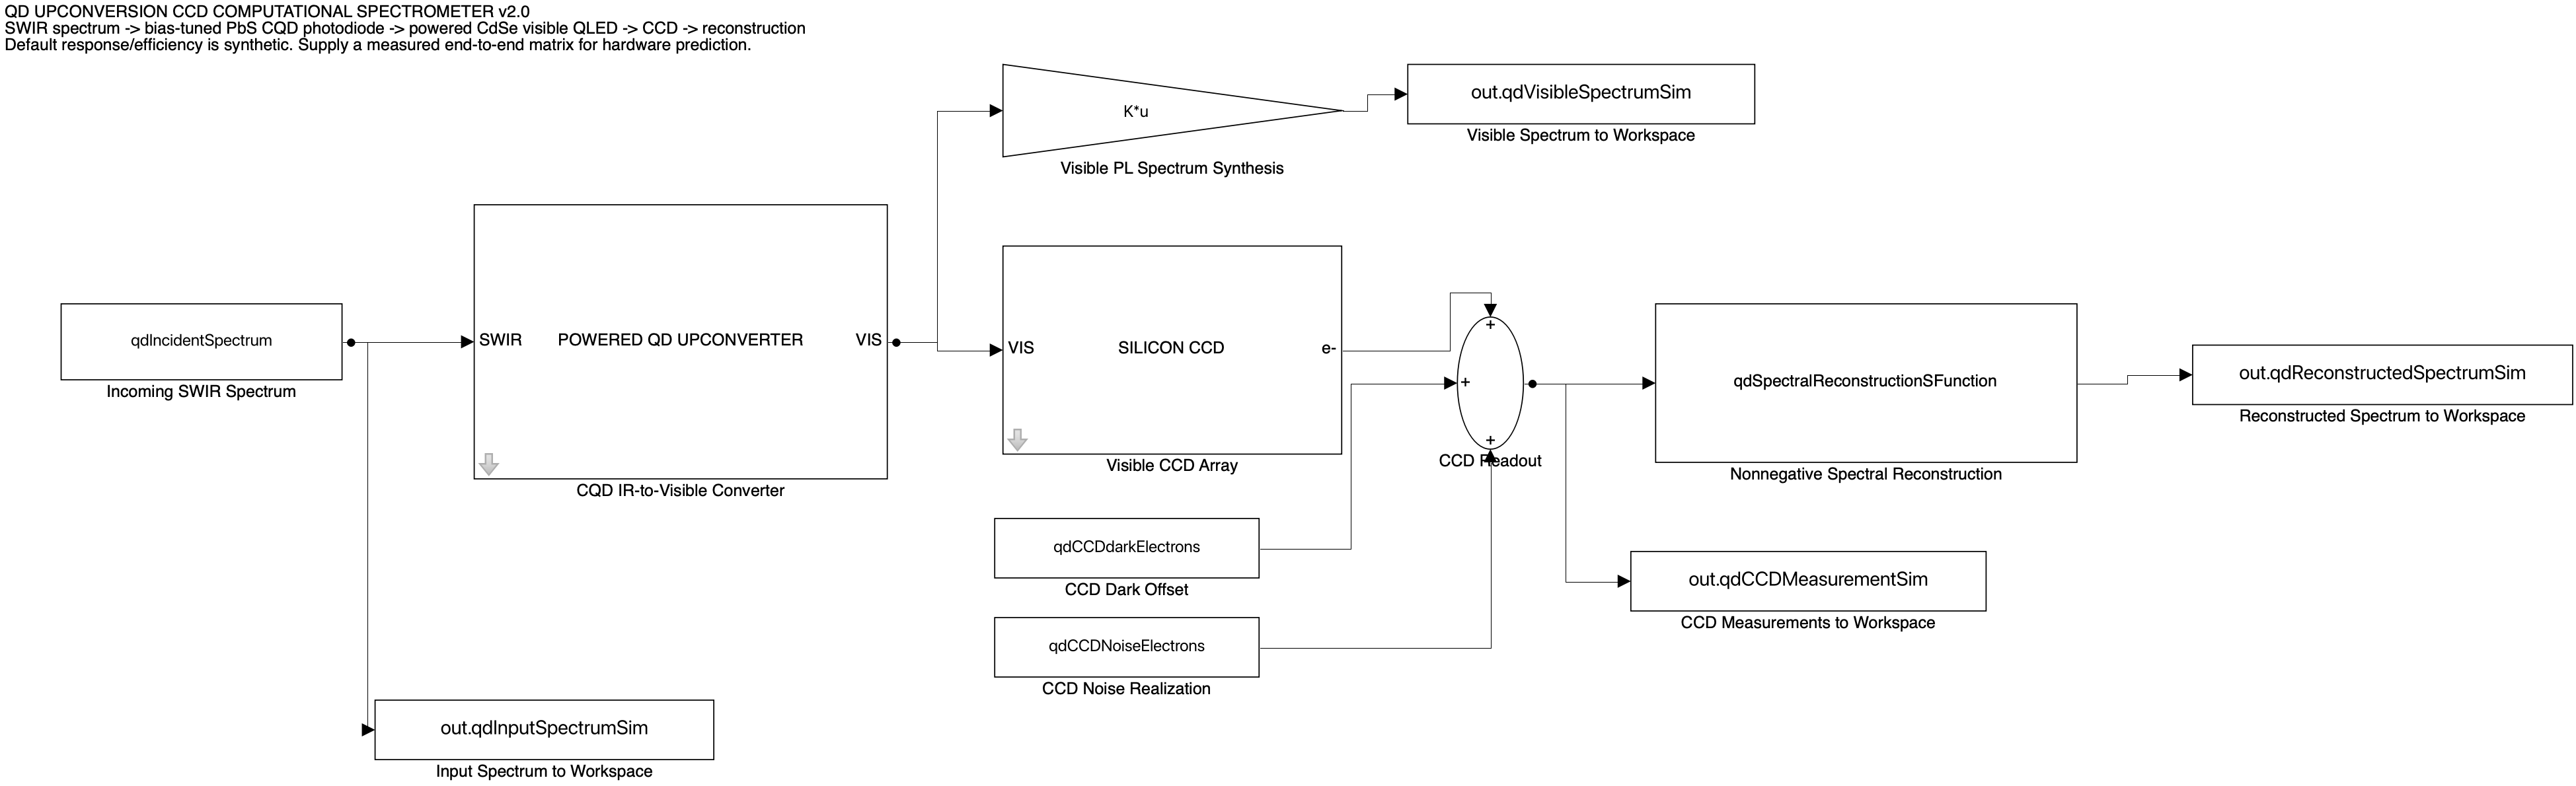 QD UPCONVERSION CCD COMPUTATIONAL SPECTROMETER v2.0
SWIR spectrum -> bias-tuned PbS CQD photodiode -> powered CdSe visible QLED -> CCD -> reconstruction
Default response/efficiency is synthetic. Supply a measured end-to-end matrix for hardware prediction.
K*u
Visible PL Spectrum Synthesis
out.qdVisibleSpectrumSim
Visible Spectrum to Workspace
qdIncidentSpectrum
Incoming SWIR Spectrum
SWIR
POWERED QD UPCONVERTER
VIS
CQD IR-to-Visible Converter
VIS
SILICON CCD
e-
Visible CCD Array
+
+
+
CCD Readout
qdSpectralReconstructionSFunction
Nonnegative Spectral Reconstruction
out.qdReconstructedSpectrumSim
Reconstructed Spectrum to Workspace
qdCCDdarkElectrons
CCD Dark Offset
out.qdCCDMeasurementSim
CCD Measurements to Workspace
qdCCDNoiseElectrons
CCD Noise Realization
out.qdInputSpectrumSim
Input Spectrum to Workspace